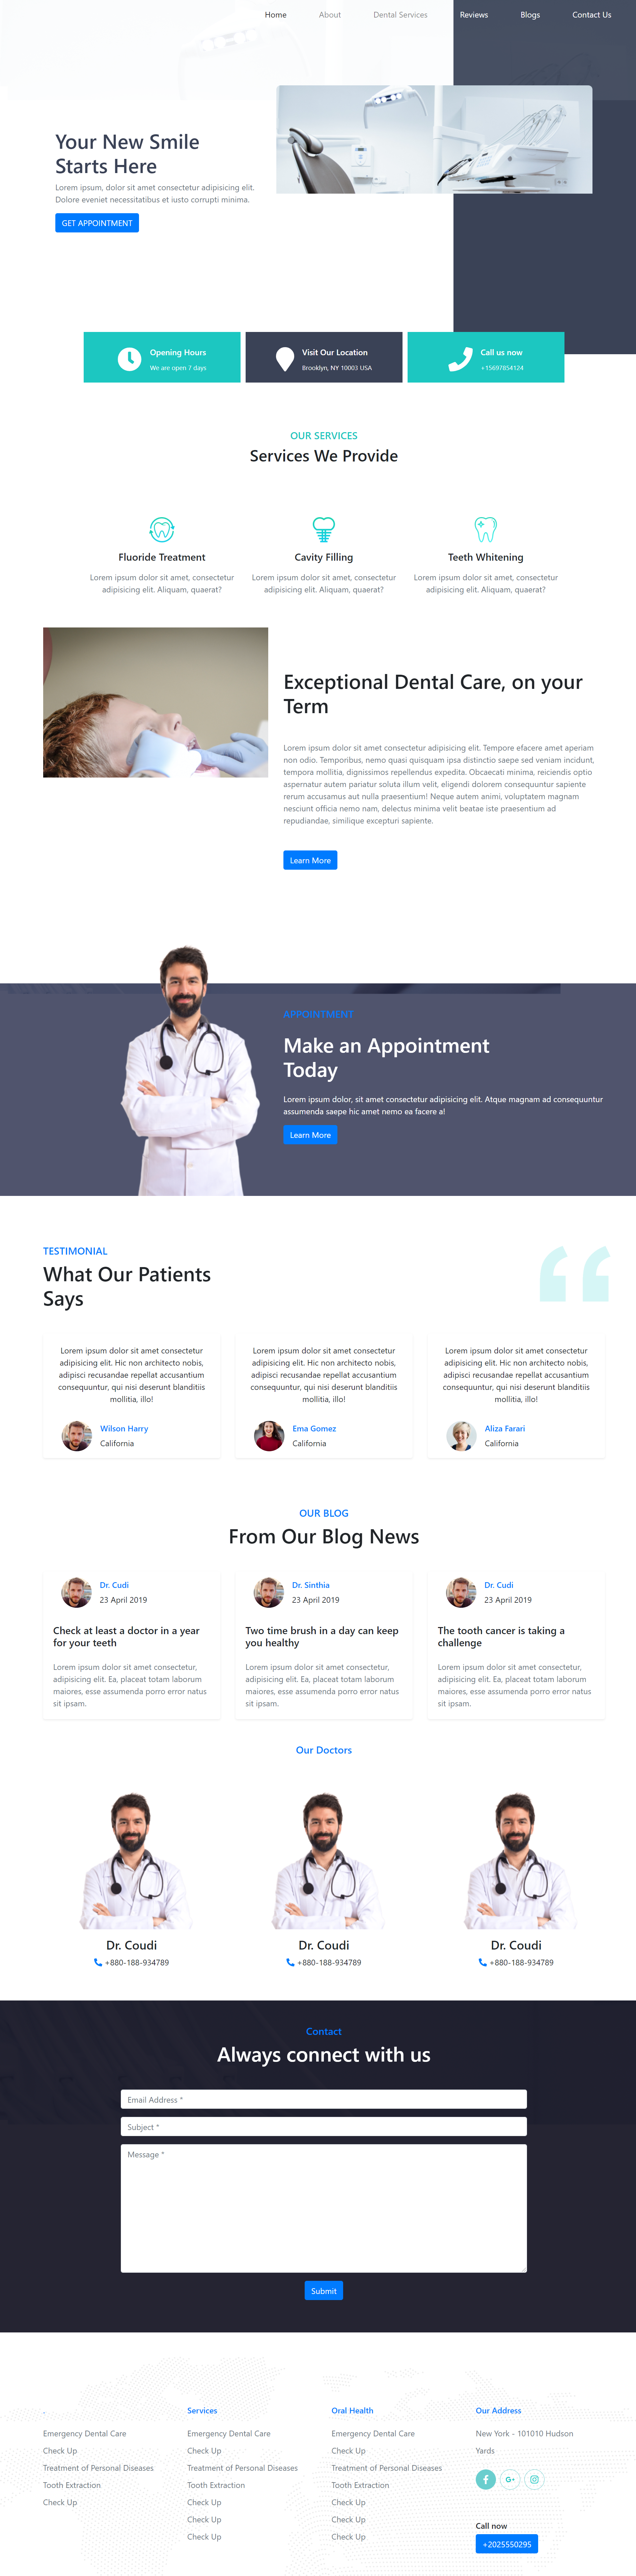 Home About Dental Services Reviews Blogs Contact Us
Your New Smile
Starts Here
Lorem ipsum, dolor sit amet consectetur adipisicing elit.
Dolore eveniet necessitatibus et iusto corrupti minima.
GET APPOINTMENT
Opening Hours
We are open 7 days
Visit Our Location
Brooklyn, NY 10003 USA
Call us now
+15697854124
OUR SERVICES
Services We Provide
Fluoride Treatment
Lorem ipsum dolor sit amet, consectetur
adipisicing elit. Aliquam, quaerat?
Cavity Filling
Lorem ipsum dolor sit amet, consectetur
adipisicing elit. Aliquam, quaerat?
Teeth Whitening
Lorem ipsum dolor sit amet, consectetur
adipisicing elit. Aliquam, quaerat?
Exceptional Dental Care, on your
Term
Lorem ipsum dolor sit amet consectetur adipisicing elit. Tempore efacere amet aperiam
non odio. Temporibus, nemo quasi quisquam ipsa distinctio saepe sed veniam incidunt,
tempora mollitia, dignissimos repellendus expedita. Obcaecati minima, reiciendis optio
aspernatur autem pariatur soluta illum velit, eligendi dolorem consequuntur sapiente
rerum accusamus aut nulla praesentium! Neque autem animi, voluptatem magnam
nesciunt officia nemo nam, delectus minima velit beatae iste praesentium ad
repudiandae, similique excepturi sapiente.
Learn More
APPOINTMENT
Make an Appointment
Today
Lorem ipsum dolor, sit amet consectetur adipisicing elit. Atque magnam ad consequuntur
assumenda saepe hic amet nemo ea facere a!
Learn More
TESTIMONIAL
What Our Patients
Says
Lorem ipsum dolor sit amet consectetur
adipisicing elit. Hic non architecto nobis,
adipisci recusandae repellat accusantium
consequuntur, qui nisi deserunt blanditiis
mollitia, illo!
Wilson Harry
California
Lorem ipsum dolor sit amet consectetur
adipisicing elit. Hic non architecto nobis,
adipisci recusandae repellat accusantium
consequuntur, qui nisi deserunt blanditiis
mollitia, illo!
Ema Gomez
California
Lorem ipsum dolor sit amet consectetur
adipisicing elit. Hic non architecto nobis,
adipisci recusandae repellat accusantium
consequuntur, qui nisi deserunt blanditiis
mollitia, illo!
Aliza Farari
California
OUR BLOG
From Our Blog News
Dr. Cudi
23 April 2019
Check at least a doctor in a year
for your teeth
Lorem ipsum dolor sit amet consectetur,
adipisicing elit. Ea, placeat totam laborum
maiores, esse assumenda porro error natus
sit ipsam.
Dr. Sinthia
23 April 2019
Two time brush in a day can keep
you healthy
Lorem ipsum dolor sit amet consectetur,
adipisicing elit. Ea, placeat totam laborum
maiores, esse assumenda porro error natus
sit ipsam.
Dr. Cudi
23 April 2019
The tooth cancer is taking a
challenge
Lorem ipsum dolor sit amet consectetur,
adipisicing elit. Ea, placeat totam laborum
maiores, esse assumenda porro error natus
sit ipsam.
Our Doctors
Dr. Coudi
+880-188-934789
Dr. Coudi
+880-188-934789
Dr. Coudi
+880-188-934789
Contact
Always connect with us
Email Address *
Subject *
Message *
Submit
.
Emergency Dental Care
Check Up
Treatment of Personal Diseases
Tooth Extraction
Check Up
Services
Emergency Dental Care
Check Up
Treatment of Personal Diseases
Tooth Extraction
Check Up
Check Up
Check Up
Oral Health
Emergency Dental Care
Check Up
Treatment of Personal Diseases
Tooth Extraction
Check Up
Check Up
Check Up
Our Address
New York - 101010 Hudson
Yards
G+
Call now
+2025550295